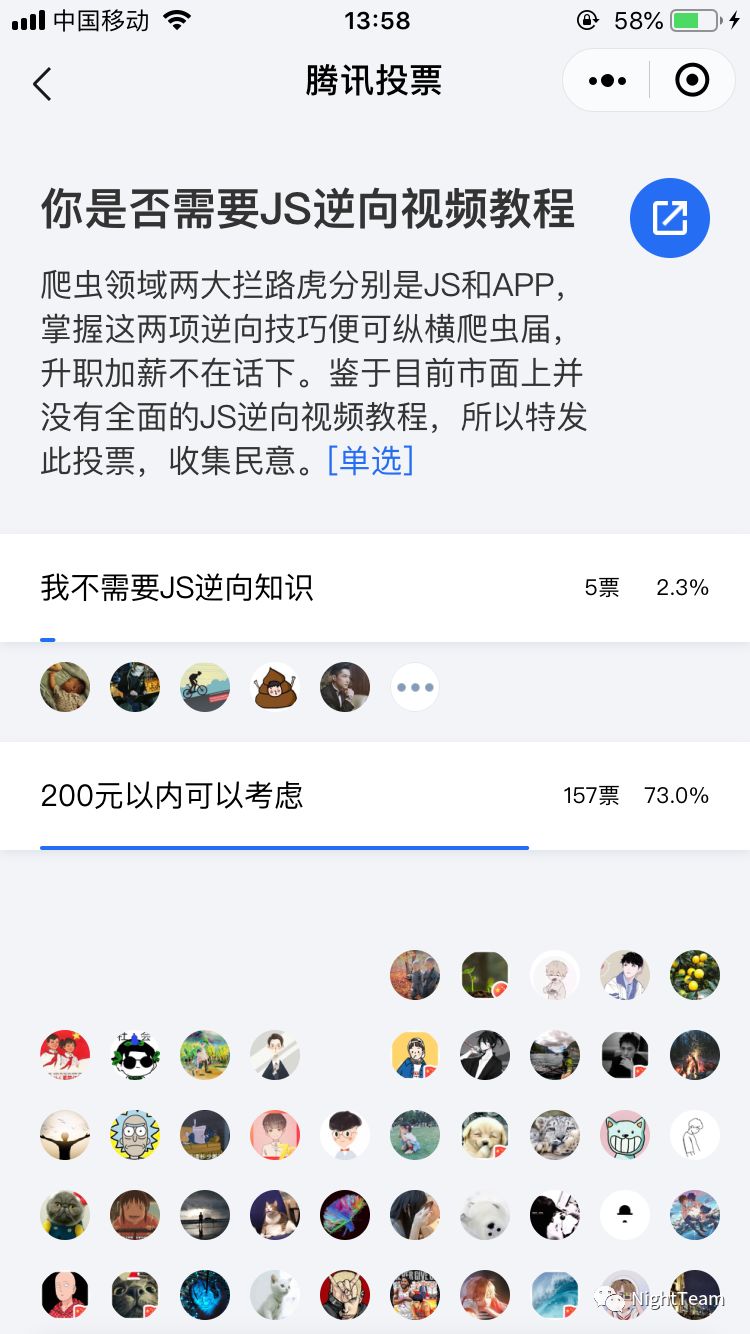 中国移动
13:58
58%
腾讯投票
你是否需要JS逆向视频教程
爬虫领域两大拦路虎分别是JS和APP,
掌握这两项逆向技巧便可纵横爬虫届,
升职加薪不在话下。鉴于目前市面上并
没有全面的JS逆向视频教程，所以特发
此投票，收集民意。[单选]
我不需要JS逆向知识 5票 2.3%
200元以内可以考虑 157票 73.0%
社会
NightTeam